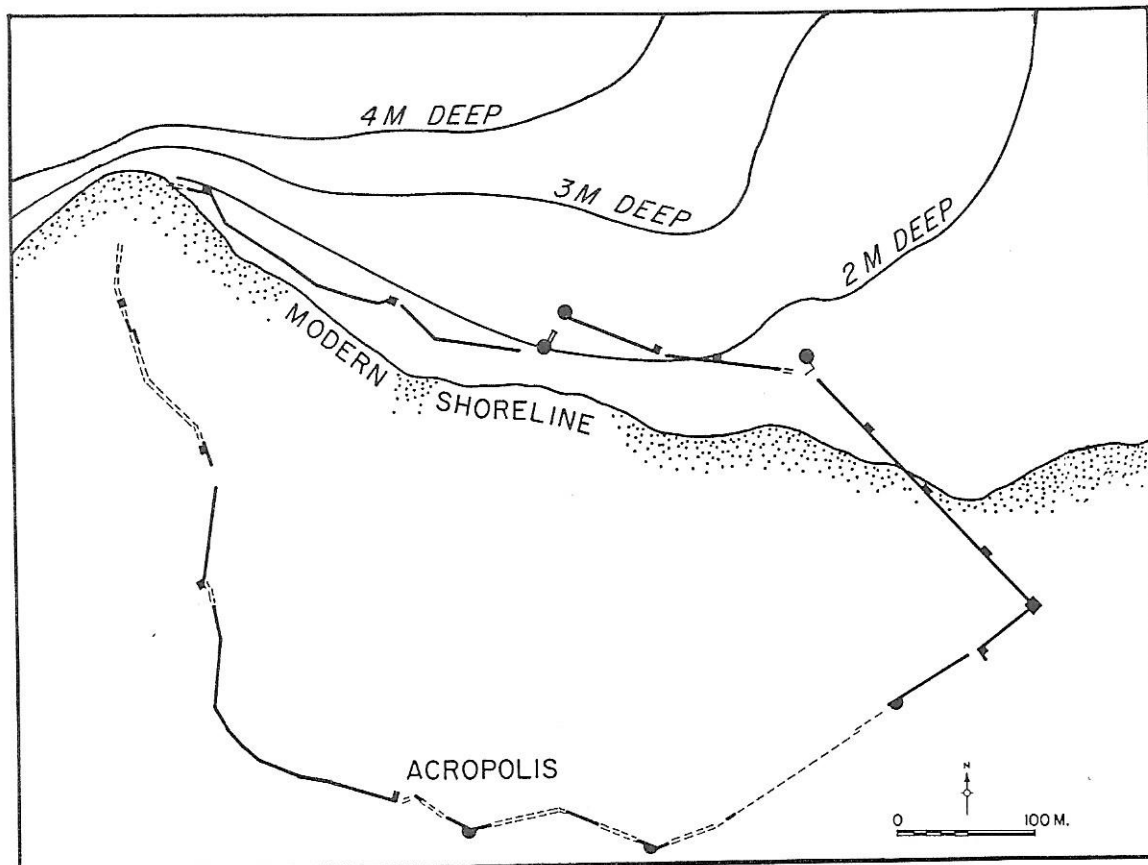 4M DEEP
3M DEEP
2M DEEP
MODERN
SHORELINE
ACROPOLIS
N
0 100 M.